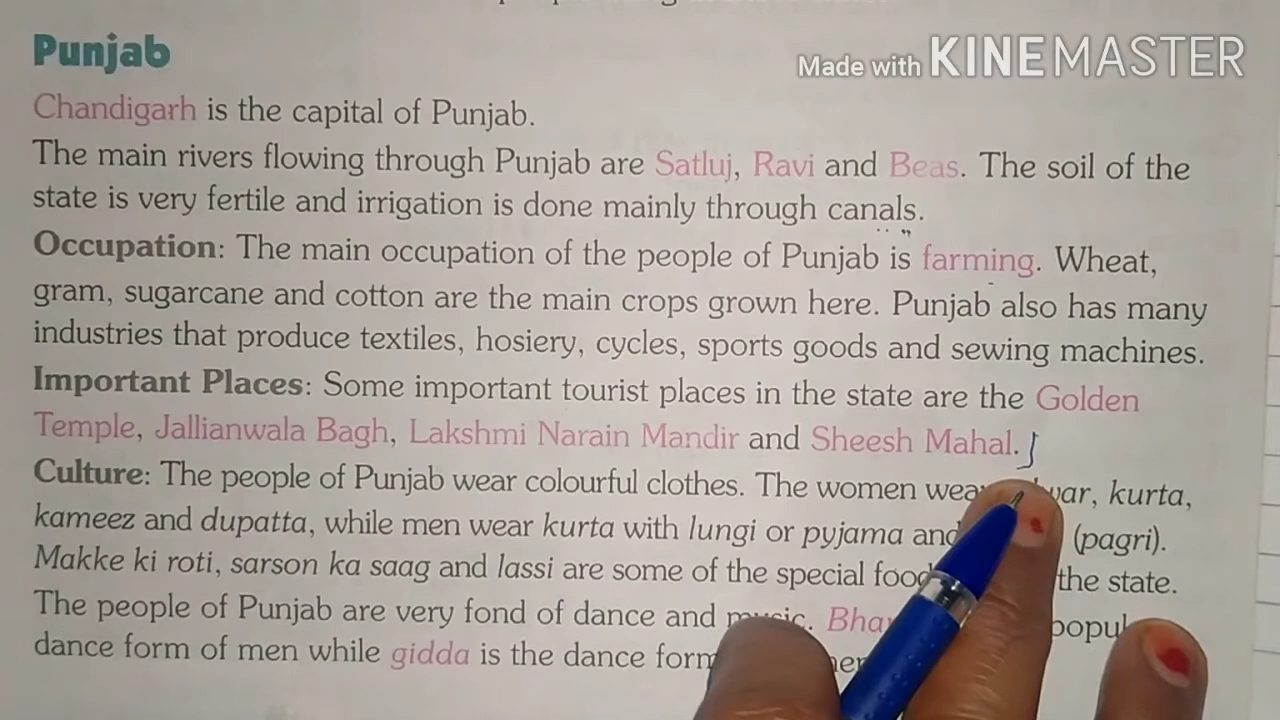 Made with KINEMASTER
Punjab
Chandigarh is the capital of Punjab.
The main rivers flowing through Punjab are Satluj, Ravi and Beas. The soil of the
state is very fertile and irrigation is done mainly through canals.
Occupation: The main occupation of the people of Punjab is farming. Wheat,
gram, sugarcane and cotton are the main crops grown here. Punjab also has many
industries that produce textiles, hosiery, cycles, sports goods and sewing machines.
Important Places: Some important tourist places in the state are the Golden
Temple, Jallianwala Bagh, Lakshmi Narain Mandir and Sheesh Mahal.
Culture: The people of Punjab wear colourful clothes. The women wear kurta,
kameez and dupatta, while men wear kurta with lungi or pyjama and (pagri).
Makke ki roti, sarson ka saag and lassi are some of the special food the state.
The people of Punjab are very fond of dance and music.
dance form of men while gidda is the dance form